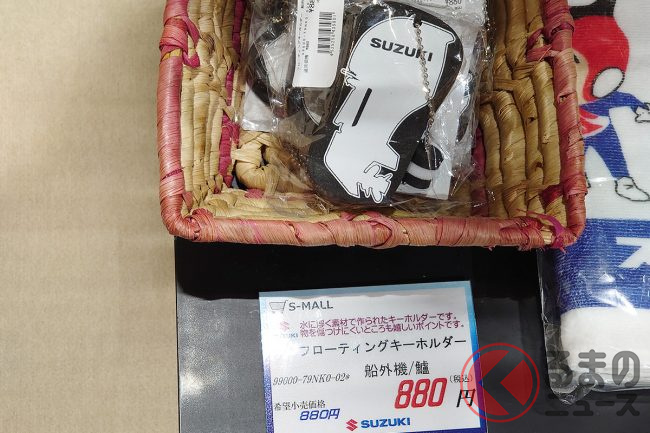 SUZUKI
S-MALL
水に浮く素材で作られたキーホルダーです。
物を傷つけにくいところも嬉しいポイントです。
SUZUKI
フローティングキーホルダー
船外機/鱸
99000-79NK0-02*
880円
(税込)
希望小売価格
880円
SUZUKI
くるまの
ニュース